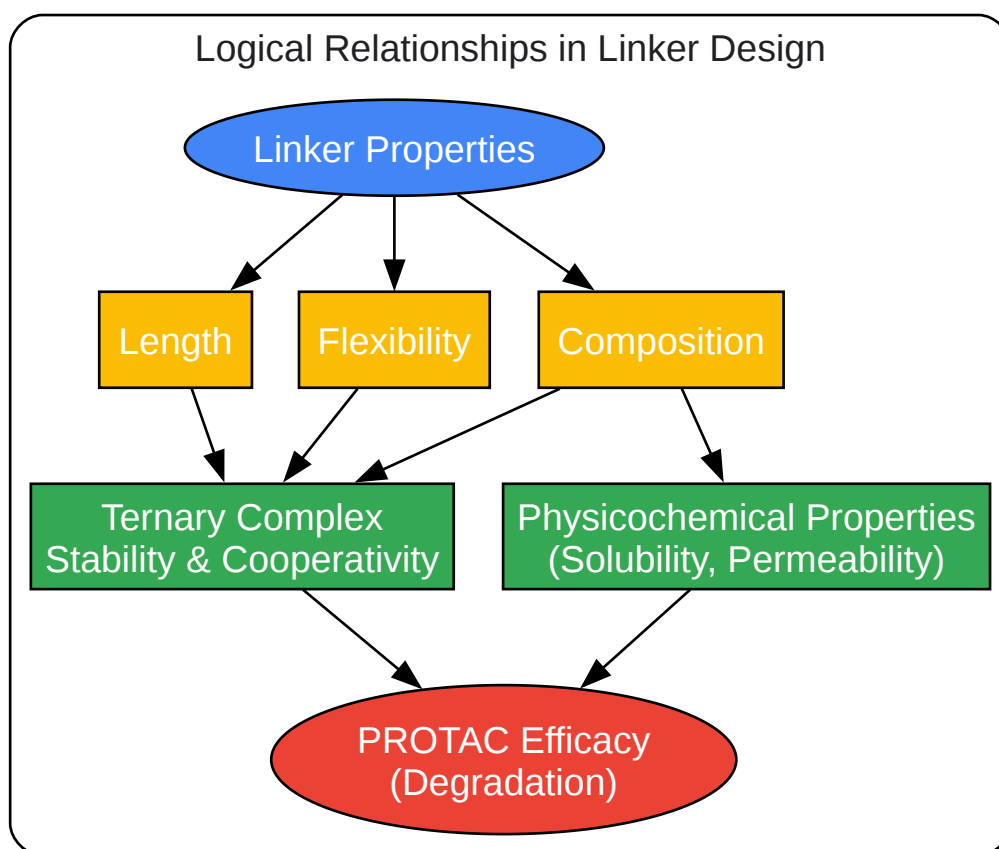 Logical Relationships in Linker Design
Linker Properties
Length
Flexibility
Composition
Ternary Complex
Stability & Cooperativity
Physicochemical Properties
(Solubility, Permeability)
PROTAC Efficacy
(Degradation)